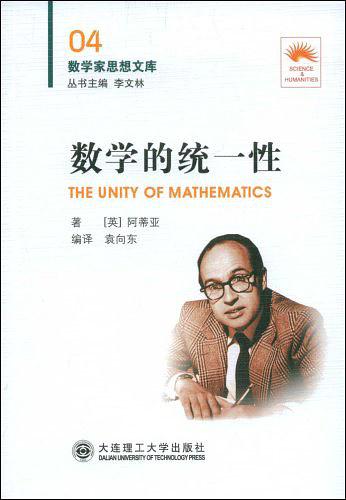 04
数学家思想文库
丛书主编 李文林
SCIENCE
&
HUMANITIES
数学的统一性
THE UNITY OF MATHEMATICS
著 [英] 阿蒂亚
编译 袁向东
大连理工大学出版社
DALIAN UNIVERSITY OF TECHNOLOGY PRESS